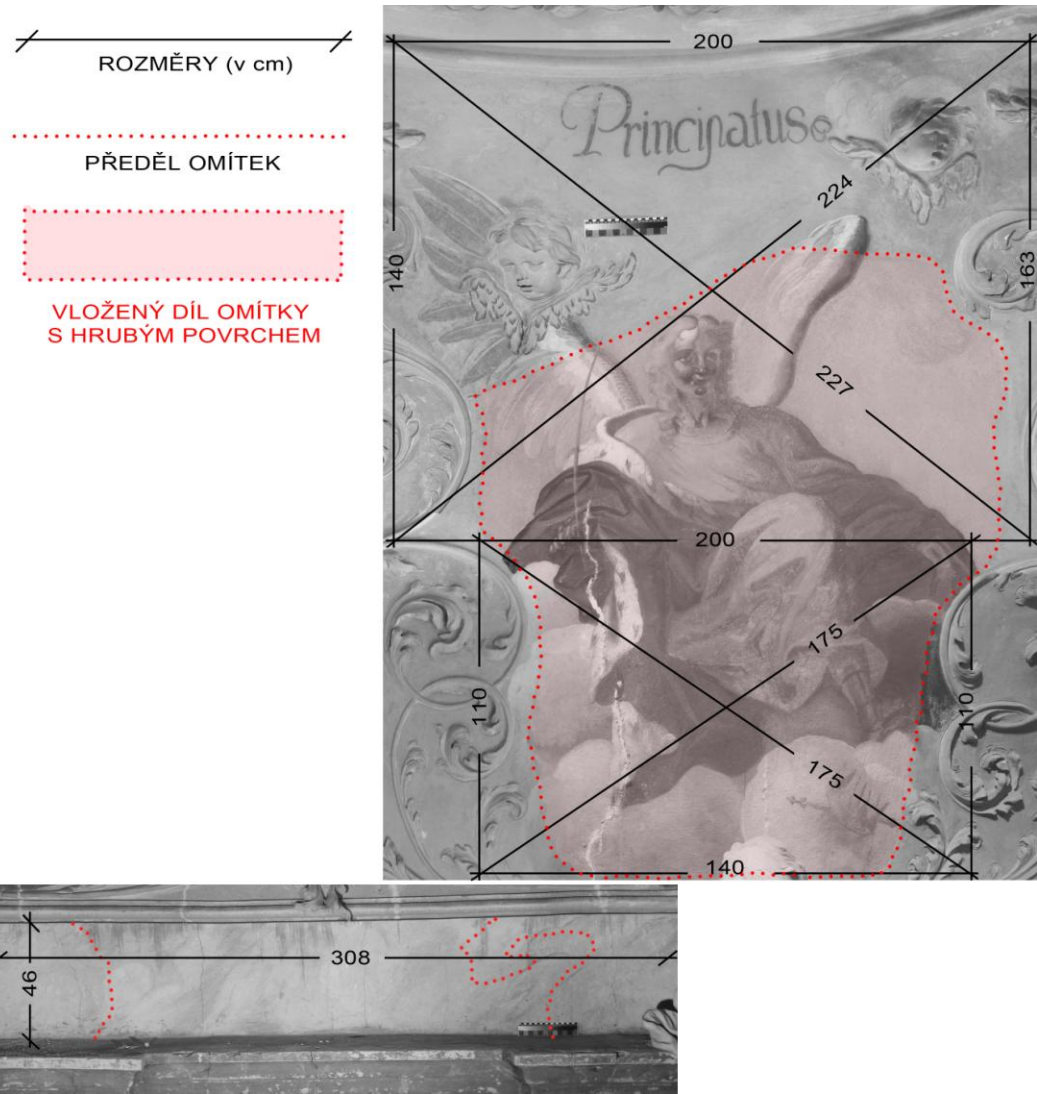 ROZMĚRY (v cm)
PŘEDĚL OMÍTEK
VLOŽENÝ DÍL OMÍTKY
S HRUBÝM POVRCHEM
200
Principatus
224
140
163
227
200
175
110
110
175
140
308
46